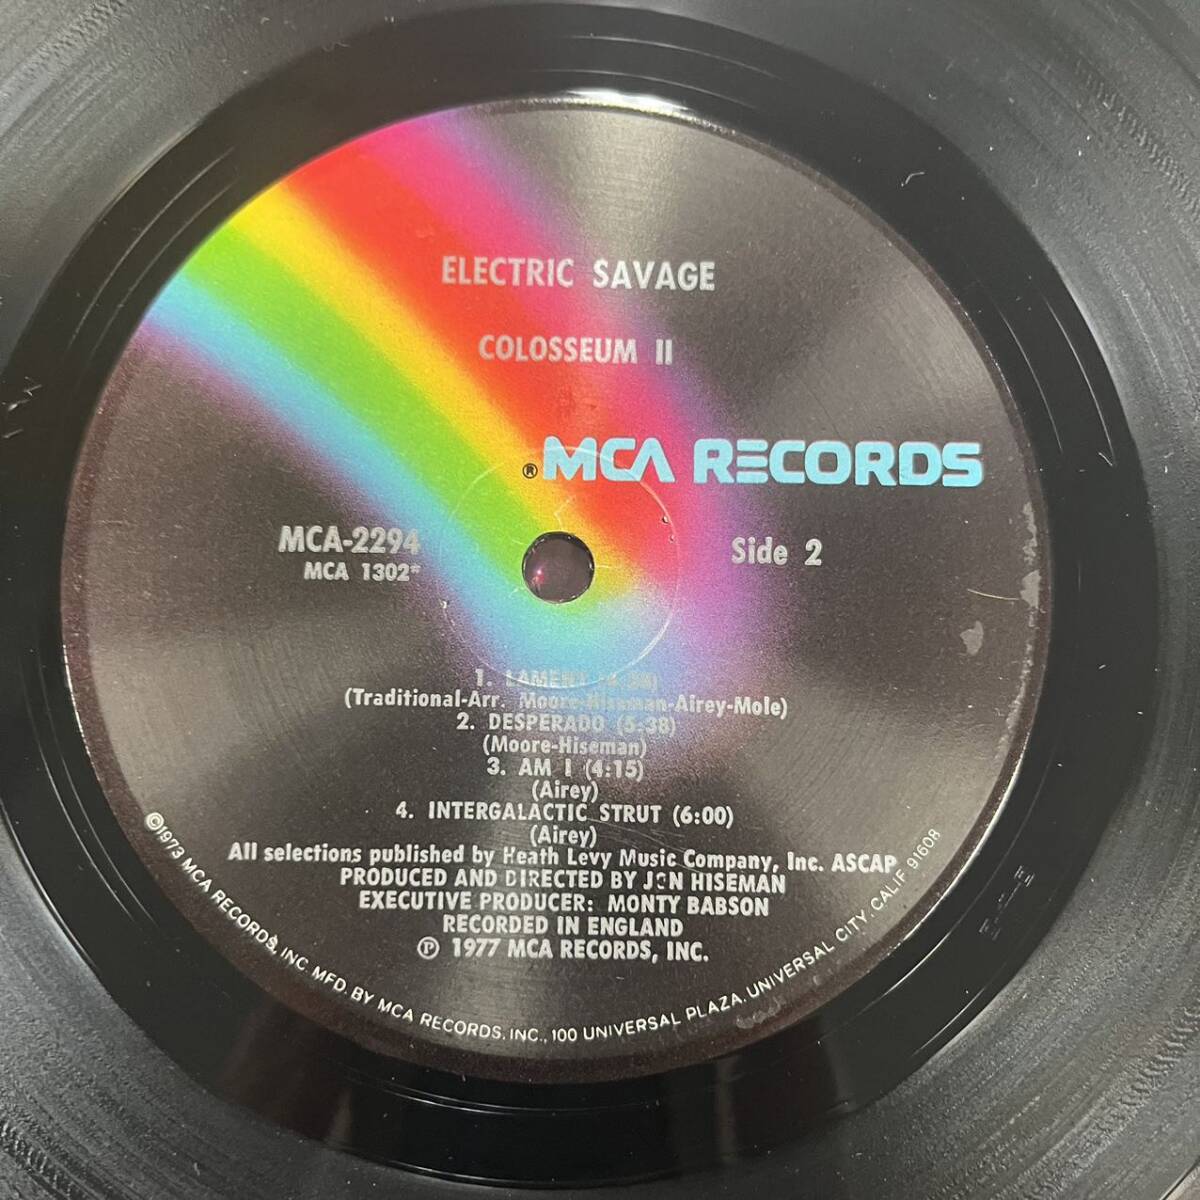 ELECTRIC SAVAGE
COLOSSEUM II
® MCA RECORDS
MCA-2294
MCA 1302*
Side 2
1. LAMENT
(Traditional-Arr. Moore-Hiseman-Airey-Mole)
2. DESPERADO (5:38)
(Moore-Hiseman)
3. AM I (4:15)
(Airey)
4. INTERGALACTIC STRUT (6:00)
(Airey)
All selections published by Heath Levy Music Company, Inc. ASCAP
PRODUCED AND DIRECTED BY JON HISEMAN
EXECUTIVE PRODUCER: MONTY BABSON
RECORDED IN ENGLAND
℗ 1977 MCA RECORDS, INC.
©1973 MCA RECORDS, INC. MFD. BY MCA RECORDS, INC., 100 UNIVERSAL PLAZA, UNIVERSAL CITY, CALIF 91608